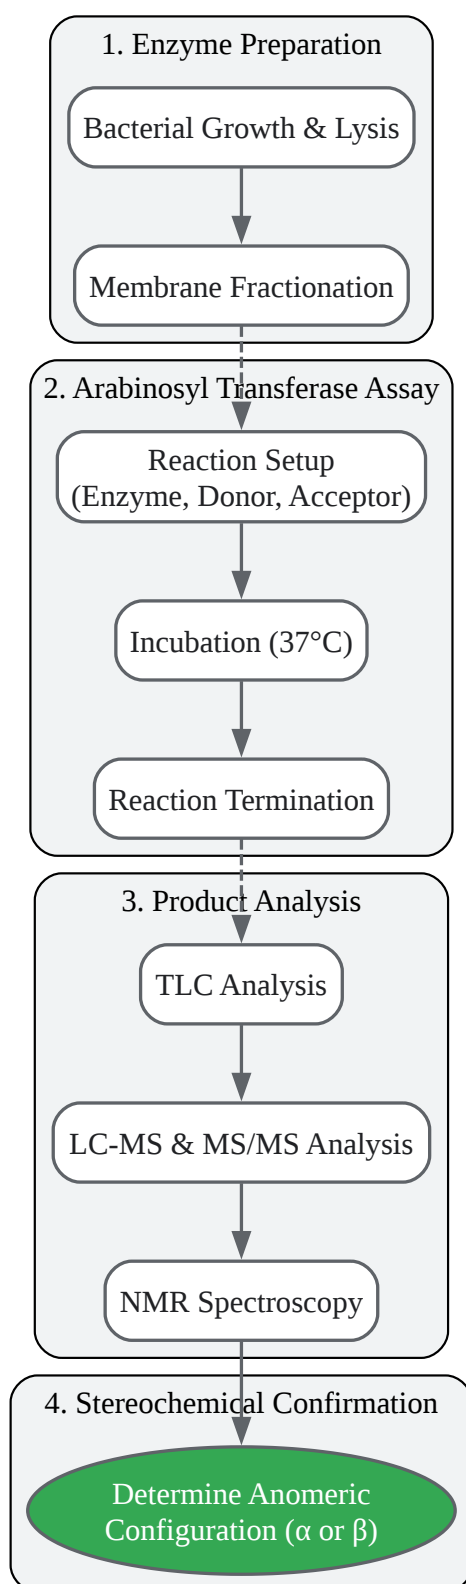 1. Enzyme Preparation
Bacterial Growth & Lysis
Membrane Fractionation
2. Arabinosyl Transferase Assay
Reaction Setup
(Enzyme, Donor, Acceptor)
Incubation (37°C)
Reaction Termination
3. Product Analysis
TLC Analysis
LC-MS & MS/MS Analysis
NMR Spectroscopy
4. Stereochemical Confirmation
Determine Anomeric
Configuration (α or β)